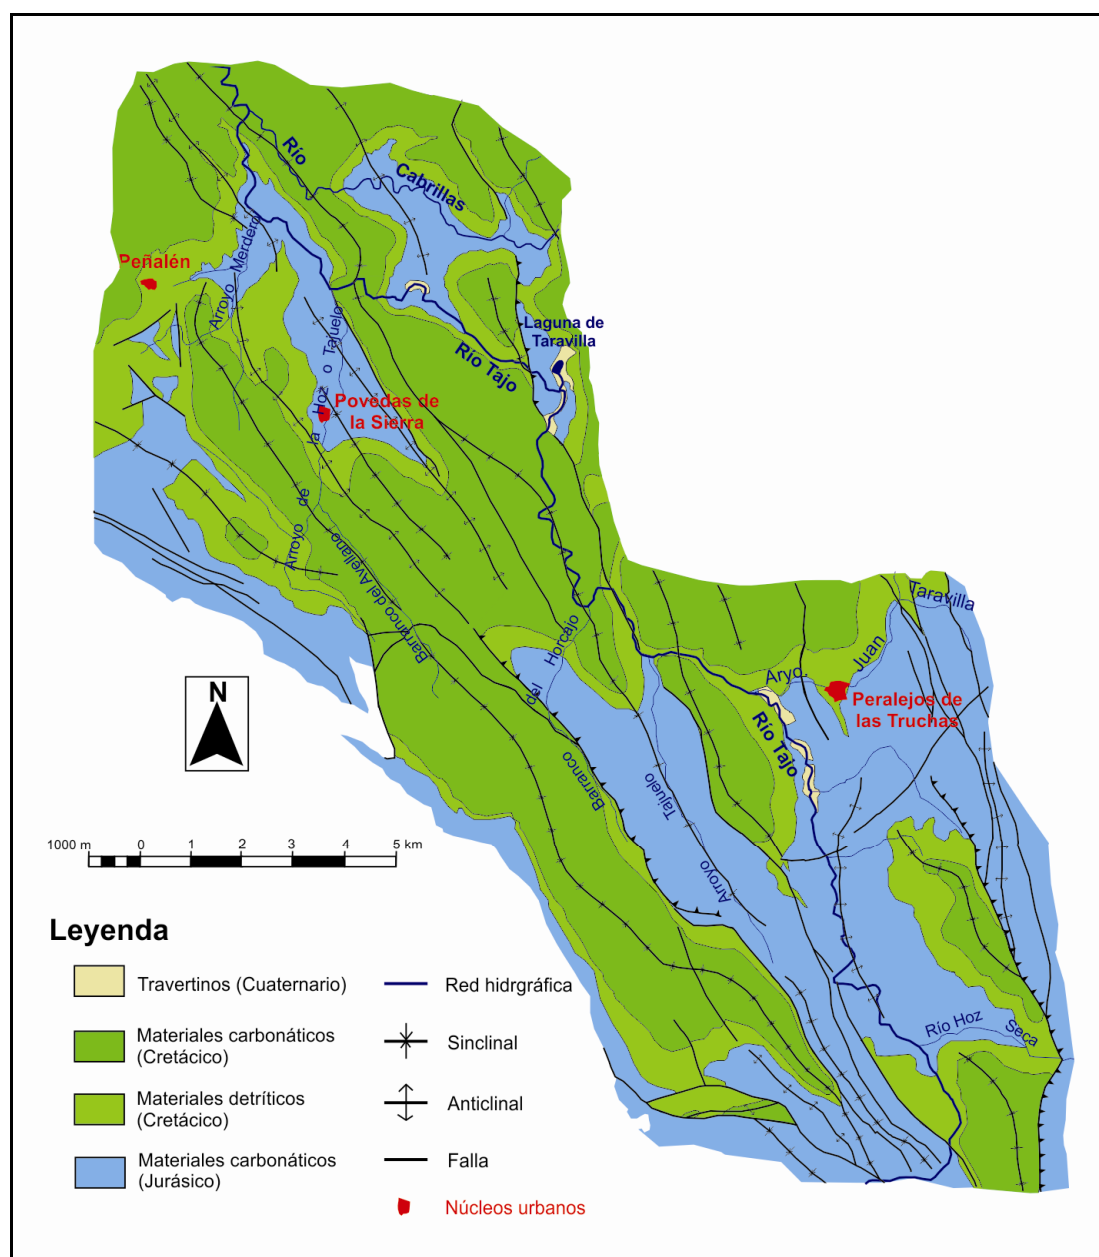 Río
Cabrillas
Arroyo Merdero
Peñalén
Laguna de
Taravilla
Río Tajo
Arroyo de la Hoz o Tajuelo
Povedas de
la Sierra
Barranco del Avellano
Barranco del Horcajo
Arroyo Tajuelo
Aryo. Juan Taravilla
Peralejos de
las Truchas
Río Tajo
Río Hoz Seca
N
1000 m 0 1 2 3 4 5 km
Leyenda
Travertinos (Cuaternario)
Materiales carbonáticos
(Cretácico)
Materiales detríticos
(Cretácico)
Materiales carbonáticos
(Jurásico)
Red hidrgráfica
Sinclinal
Anticlinal
Falla
Núcleos urbanos